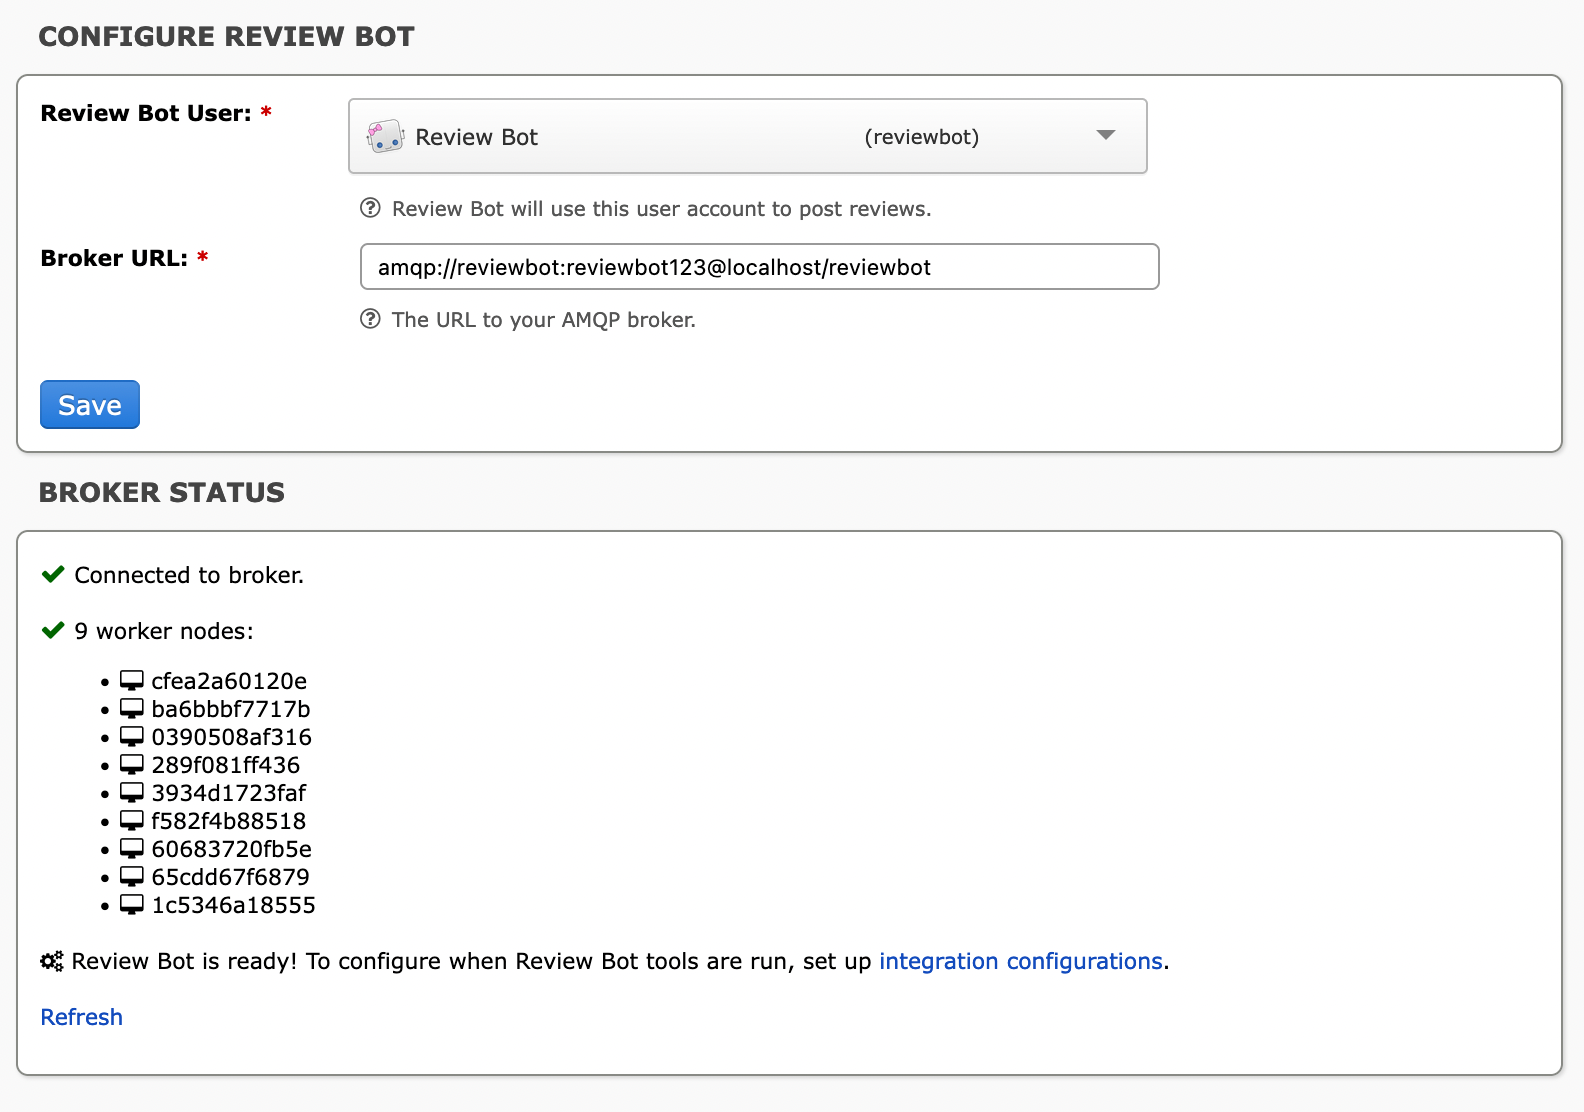 CONFIGURE REVIEW BOT
Review Bot User: *
Review Bot (reviewbot)
Review Bot will use this user account to post reviews.
Broker URL: *
amqp://reviewbot:reviewbot123@localhost/reviewbot
The URL to your AMQP broker.
Save
BROKER STATUS
Connected to broker.
9 worker nodes:
cfea2a60120e
ba6bbbf7717b
0390508af316
289f081ff436
3934d1723faf
f582f4b88518
60683720fb5e
65cdd67f6879
1c5346a18555
Review Bot is ready! To configure when Review Bot tools are run, set up integration configurations.
Refresh